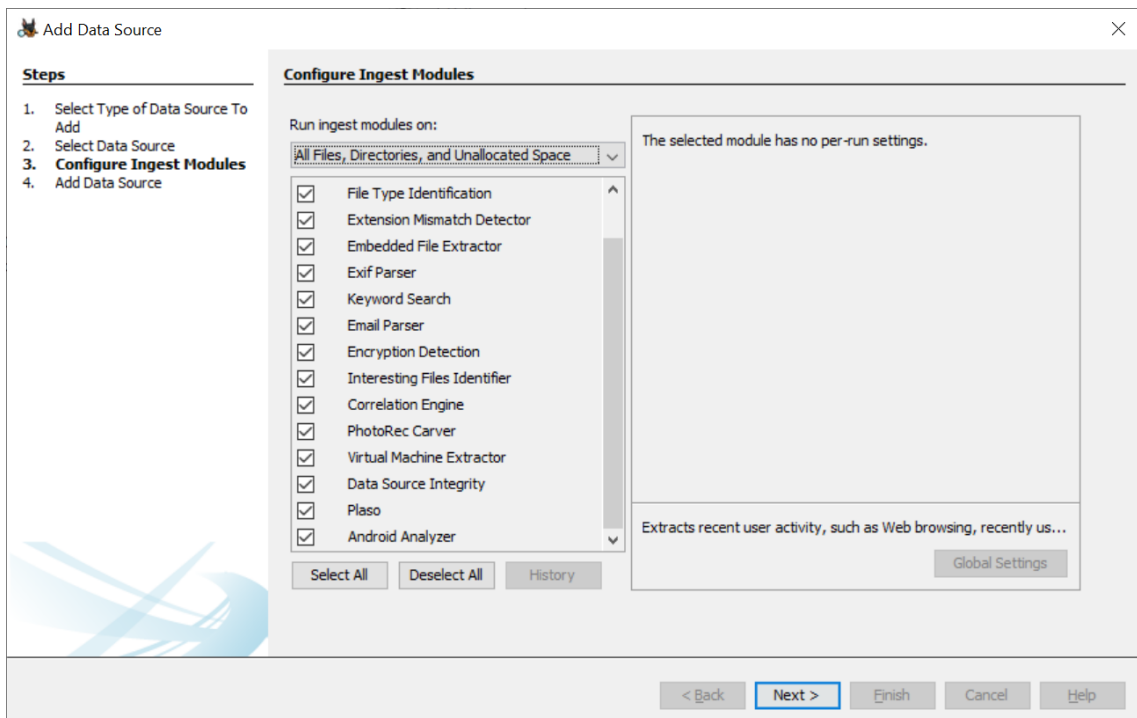 Add Data Source
Steps
1. Select Type of Data Source To
Add
2. Select Data Source
3. Configure Ingest Modules
4. Add Data Source
Configure Ingest Modules
Run ingest modules on:
All Files, Directories, and Unallocated Space
File Type Identification
Extension Mismatch Detector
Embedded File Extractor
Exif Parser
Keyword Search
Email Parser
Encryption Detection
Interesting Files Identifier
Correlation Engine
PhotoRec Carver
Virtual Machine Extractor
Data Source Integrity
Plaso
Android Analyzer
Select All
Deselect All
History
The selected module has no per-run settings.
Extracts recent user activity, such as Web browsing, recently us...
Global Settings
< Back
Next >
Finish
Cancel
Help